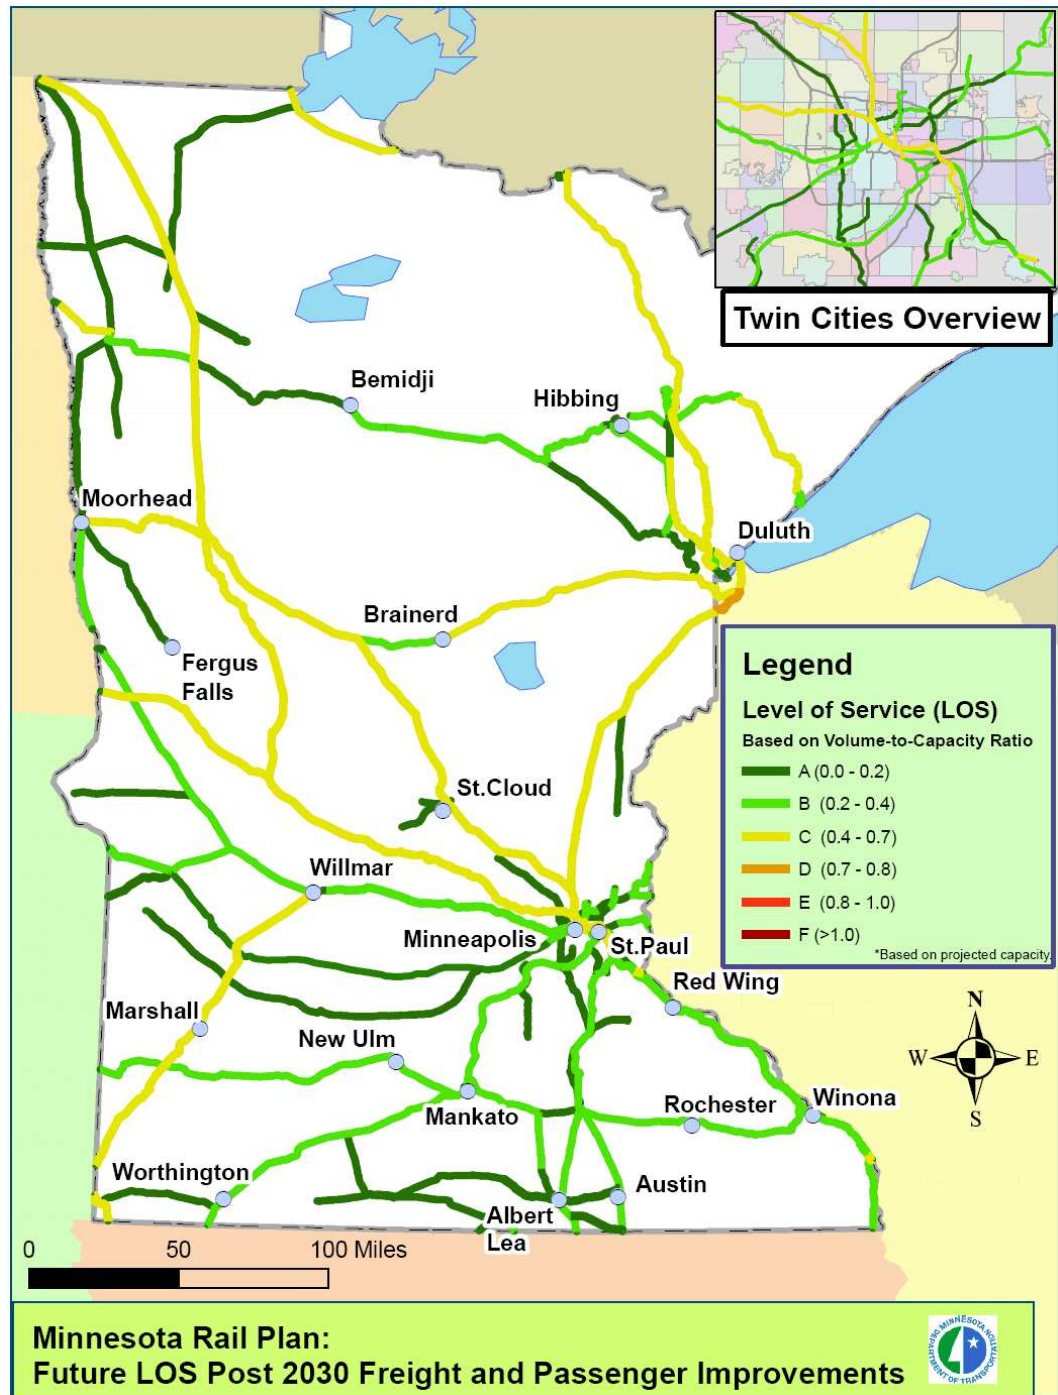 Twin Cities Overview
Bemidji
Hibbing
Moorhead
Duluth
Brainerd
Fergus
Falls
Legend
Level of Service (LOS)
Based on Volume-to-Capacity Ratio
A (0.0 - 0.2)
B (0.2 - 0.4)
C (0.4 - 0.7)
D (0.7 - 0.8)
E (0.8 - 1.0)
F (>1.0)
*Based on projected capacity.
St.Cloud
Willmar
Minneapolis
St.Paul
Red Wing
Marshall
New Ulm
N
W
E
S
Mankato
Rochester
Winona
Worthington
Austin
Albert
Lea
0 50 100 Miles
Minnesota Rail Plan:
Future LOS Post 2030 Freight and Passenger Improvements
MINNESOTA
DEPARTMENT OF TRANSPORTATION